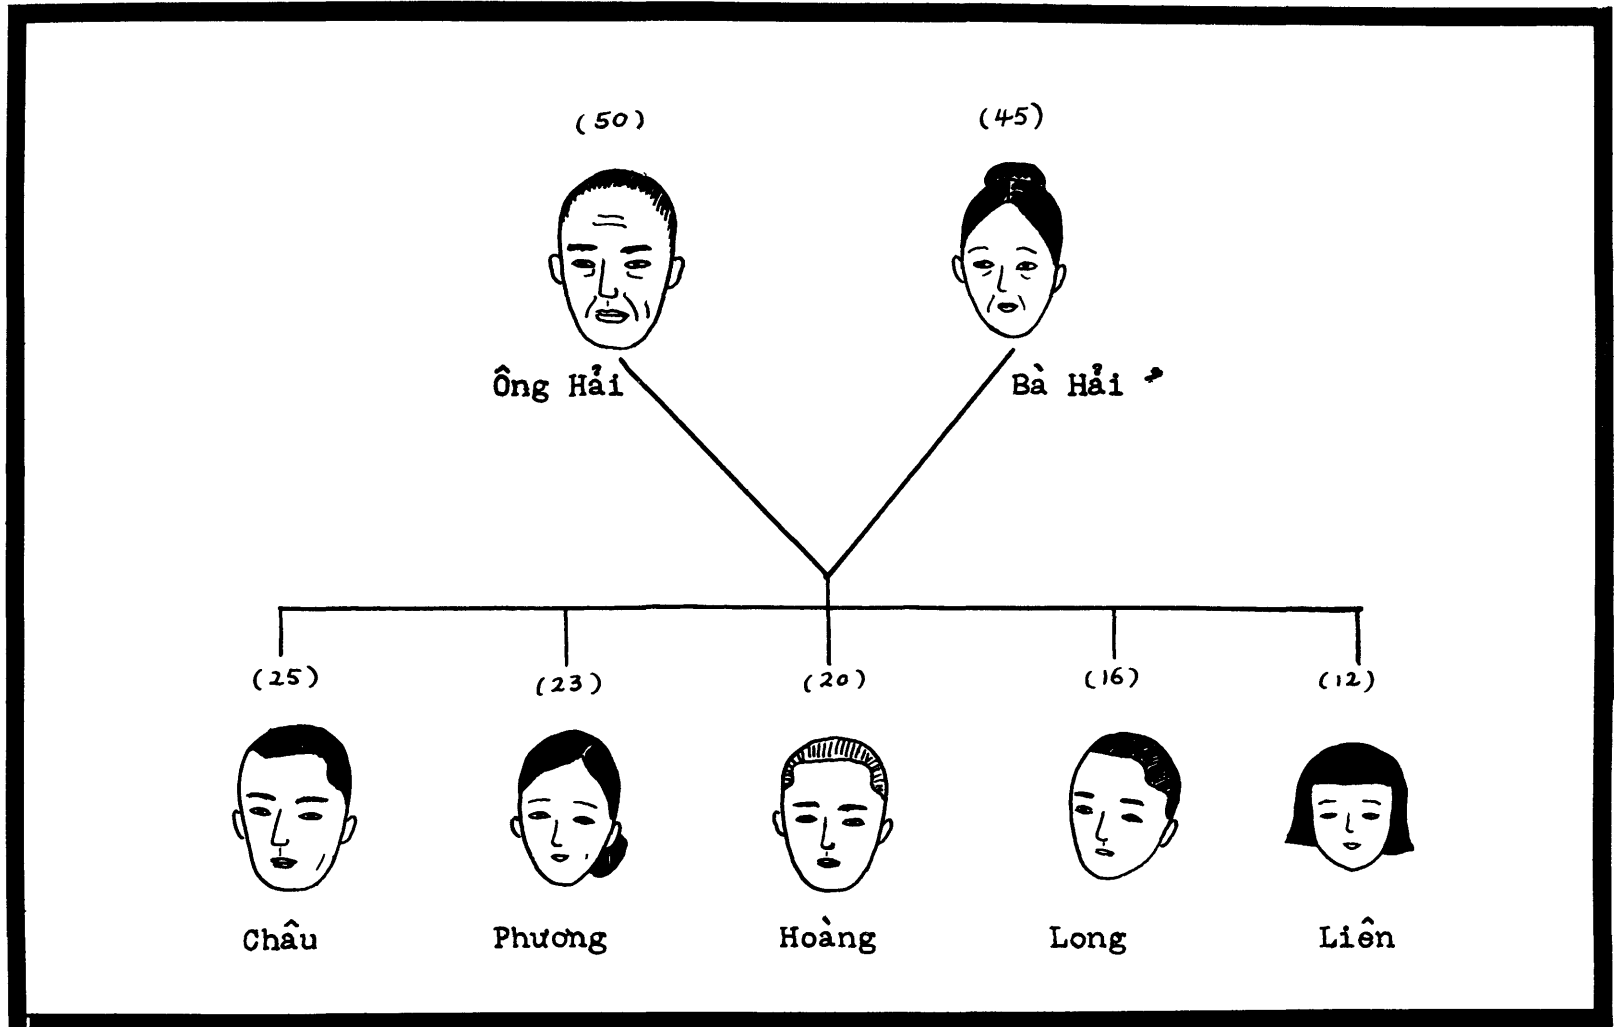 (50) (45)
Ông Hải Bà Hải
(25) (23) (20) (16) (12)
Châu Phương Hoàng Long Liên